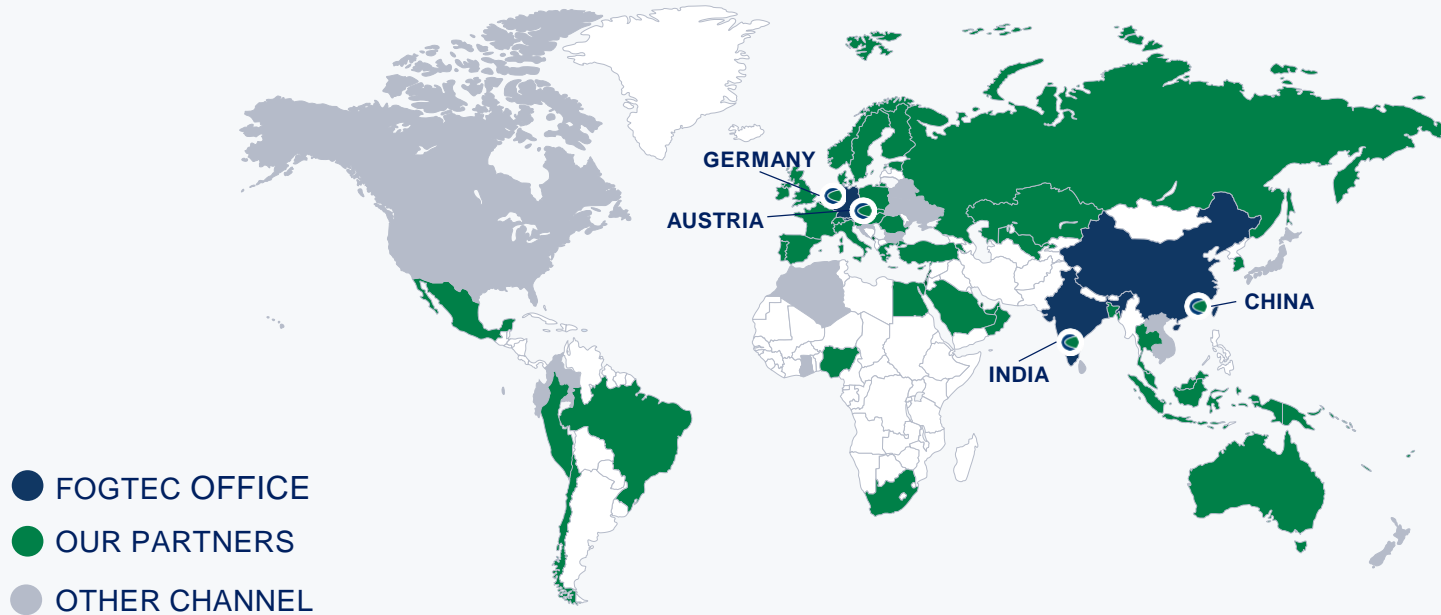 GERMANY
AUSTRIA
CHINA
INDIA
FOGTEC OFFICE
OUR PARTNERS
OTHER CHANNEL